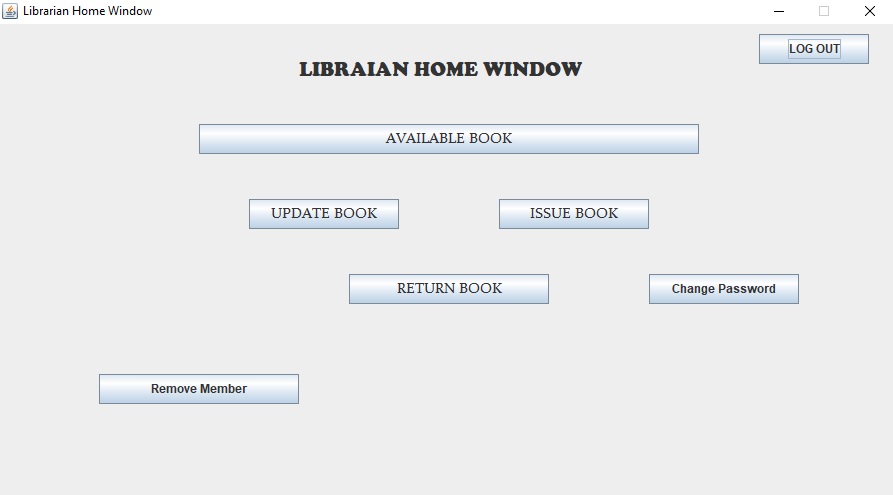 Librarian Home Window
LOG OUT
LIBRAIAN HOME WINDOW
AVAILABLE BOOK
UPDATE BOOK
ISSUE BOOK
RETURN BOOK
Change Password
Remove Member